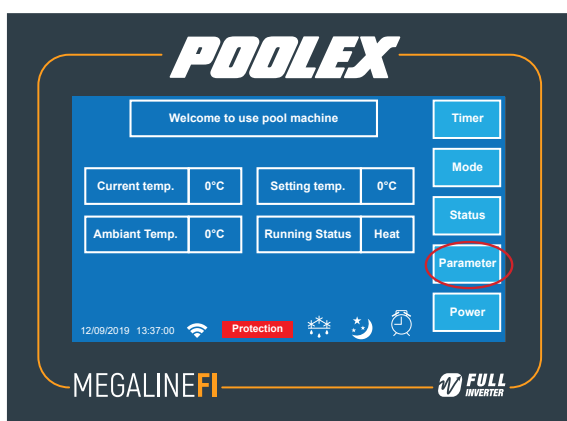 POOLEX
Welcome to use pool machine
Timer
Mode
Current temp. 0°C Setting temp. 0°C
Status
Ambiant Temp. 0°C Running Status Heat
Parameter
Power
12/09/2019 13:37:00 Protection
MEGALINEFI
FULL
INVERTER